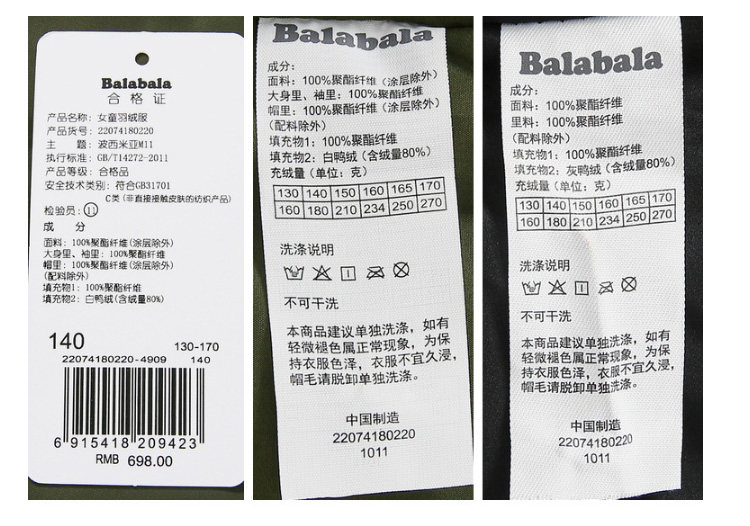 Balabala
合格证
产品名称：女童羽绒服
产品货号：22074180220
主 题：波西米亚M11
执行标准：GB/T14272-2011
产品等级：合格品
安全技术类别：符合GB31701
C类(非直接接触皮肤的纺织产品)
检验员：11
成 分
面料：100%聚酯纤维(涂层除外)
大身里、袖里：100%聚酯纤维
帽里：100%聚酯纤维(涂层除外)
(配料除外)
填充物1：100%聚酯纤维
填充物2：白鸭绒(含绒量80%)
140 130-170
22074180220-4909 140
6 915418 209423
RMB 698.00
Balabala
成分：
面料：100%聚酯纤维(涂层除外)
大身里、袖里：100%聚酯纤维
帽里：100%聚酯纤维(涂层除外)
(配料除外)
填充物1：100%聚酯纤维
填充物2：白鸭绒(含绒量80%)
充绒量(单位：克)
130 140 150 160 165 170
160 180 210 234 250 270
洗涤说明
不可干洗
本商品建议单独洗涤，如有
轻微褪色属正常现象，为保
持衣服色泽，衣服不宜久浸，
帽毛请脱卸单独洗涤。
中国制造
22074180220
1011
Balabala
成分：
面料：100%聚酯纤维
里料：100%聚酯纤维
(配料除外)
填充物1：100%聚酯纤维
填充物2：灰鸭绒(含绒量80%)
充绒量(单位：克)
130 140 150 160 165 170
160 180 210 234 250 270
洗涤说明
不可干洗
本商品建议单独洗涤，如有
轻微褪色属正常现象，为保
持衣服色泽，衣服不宜久浸，
帽毛请脱卸单独洗涤。
中国制造
22074180220
1011